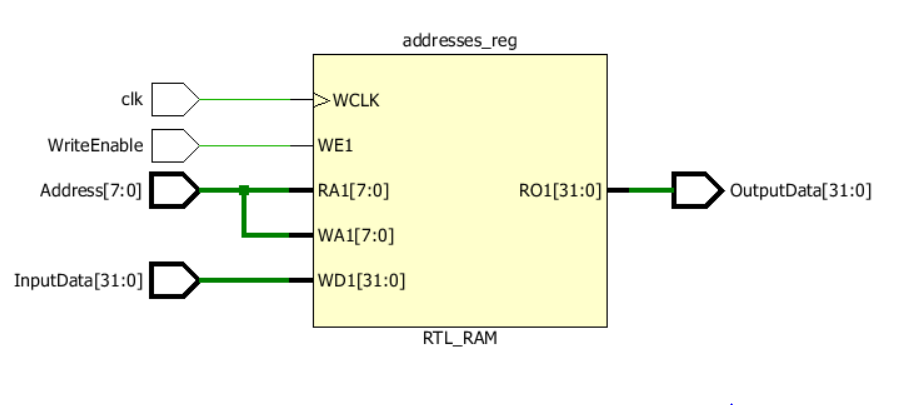 addresses_reg
clk
WCLK
WriteEnable
WE1
Address[7:0]
RA1[7:0]
RO1[31:0]
OutputData[31:0]
WA1[7:0]
InputData[31:0]
WD1[31:0]
RTL_RAM